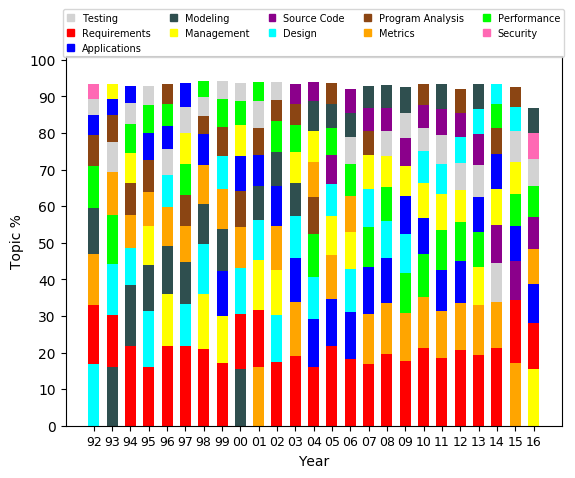 Testing Modeling Source Code Program Analysis Performance
Requirements Management Design Metrics Security
Applications
100
90
80
70
60
50
40
30
20
10
0
Topic %
92 93 94 95 96 97 98 99 00 01 02 03 04 05 06 07 08 09 10 11 12 13 14 15 16
Year